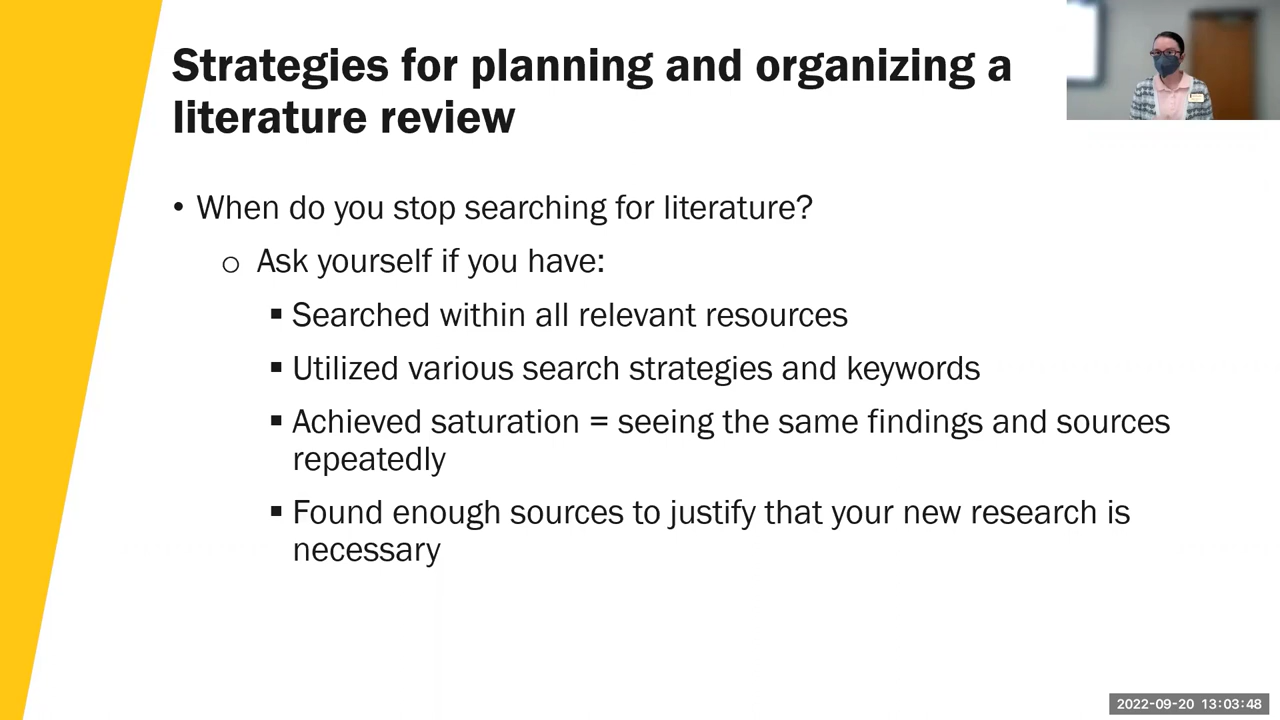 Strategies for planning and organizing a
literature review
• When do you stop searching for literature?
o Ask yourself if you have:
▪ Searched within all relevant resources
▪ Utilized various search strategies and keywords
▪ Achieved saturation = seeing the same findings and sources
repeatedly
▪ Found enough sources to justify that your new research is
necessary
2022-09-20 13:03:48